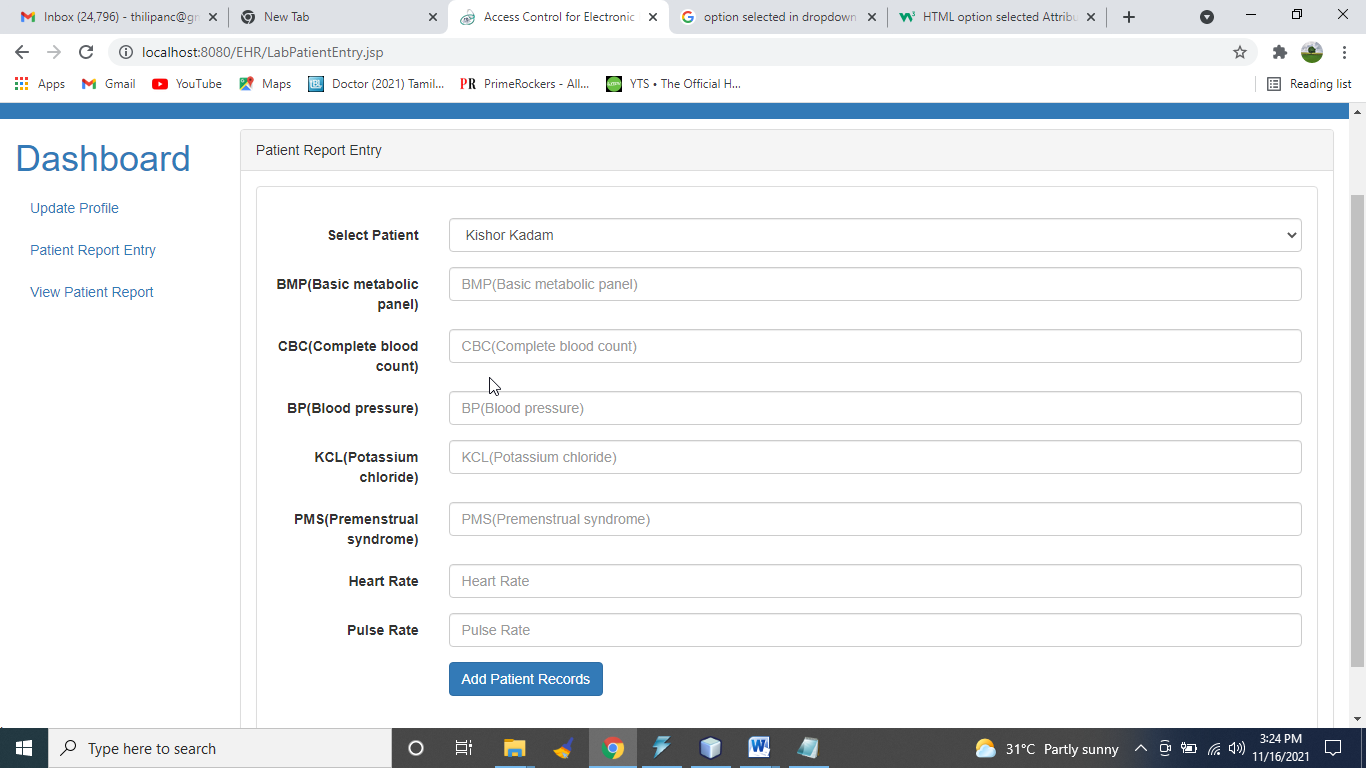 Inbox (24,796) - thilipanc@gr
New Tab
Access Control for Electronic
option selected in dropdown
HTML option selected Attribu
localhost:8080/EHR/LabPatientEntry.jsp
Apps
Gmail
YouTube
Maps
Doctor (2021) Tamil...
PR PrimeRockers - All...
YTS • The Official H...
Reading list
Dashboard
Update Profile
Patient Report Entry
View Patient Report
Patient Report Entry
Select Patient
Kishor Kadam
BMP(Basic metabolic
panel)
BMP(Basic metabolic panel)
CBC(Complete blood
count)
CBC(Complete blood count)
BP(Blood pressure)
BP(Blood pressure)
KCL(Potassium
chloride)
KCL(Potassium chloride)
PMS(Premenstrual
syndrome)
PMS(Premenstrual syndrome)
Heart Rate
Heart Rate
Pulse Rate
Pulse Rate
Add Patient Records
Type here to search
31°C Partly sunny
3:24 PM
11/16/2021